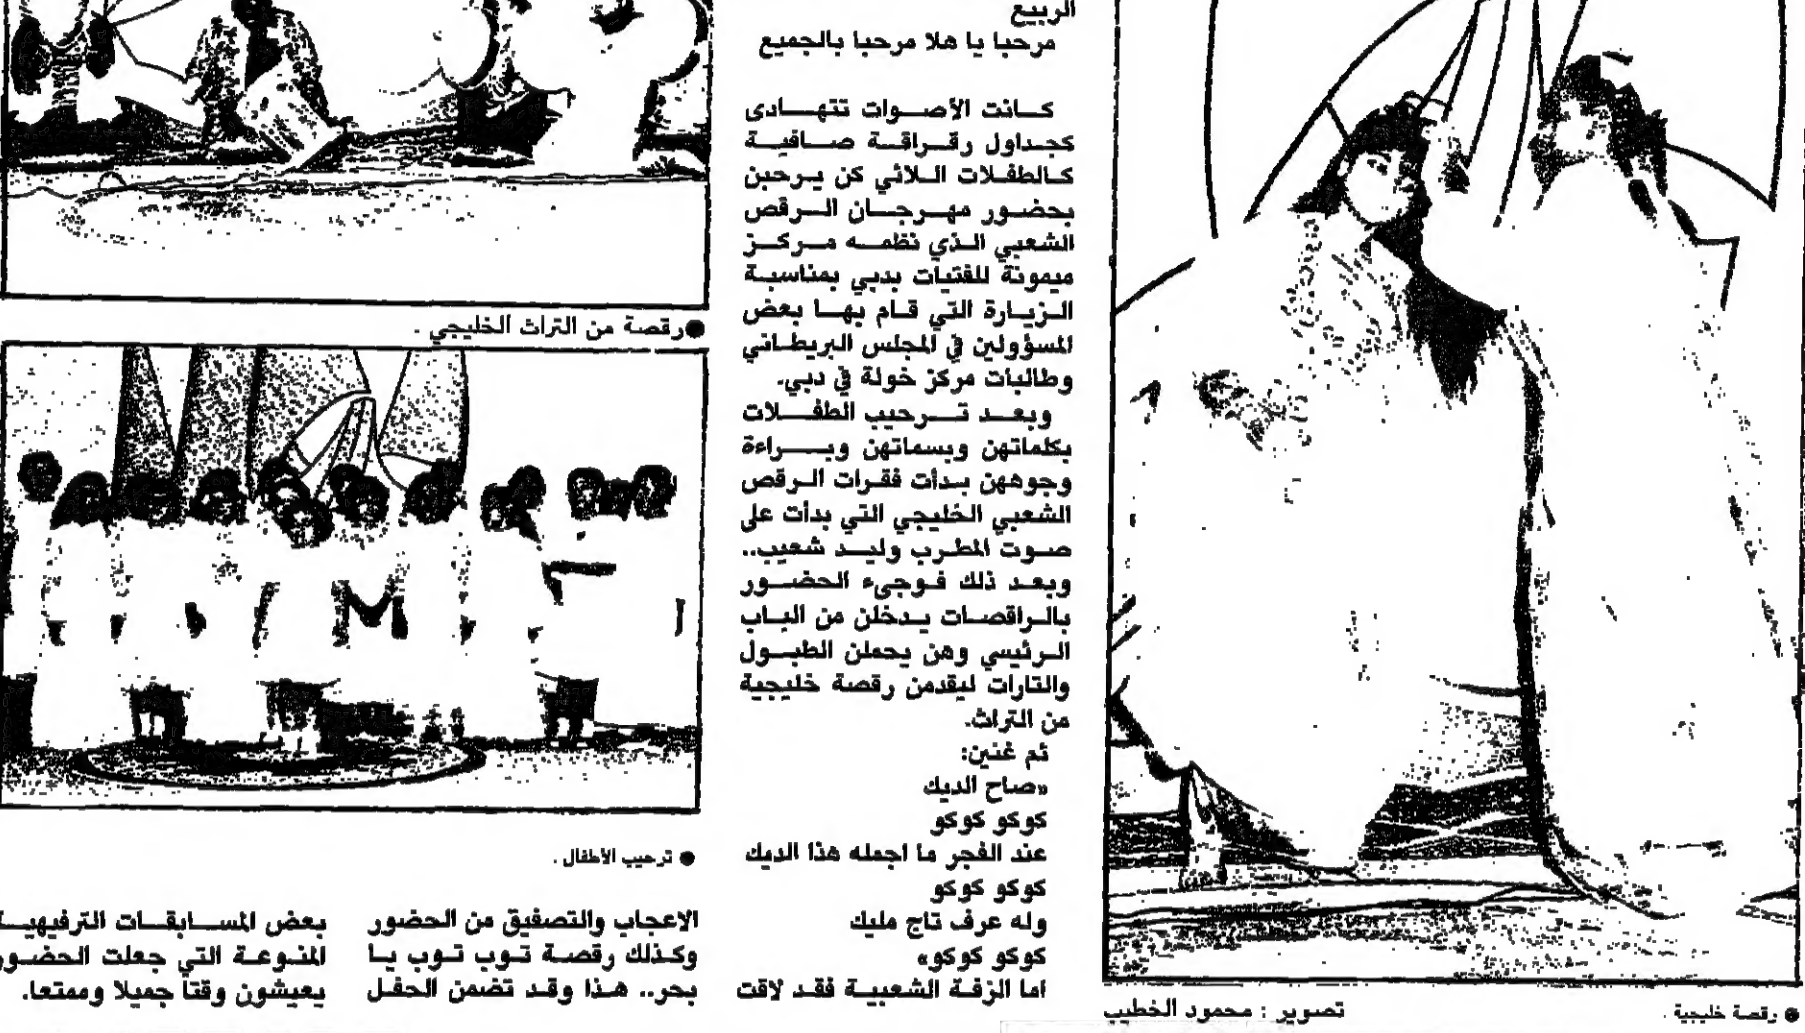 الربيع
مرحبا يا هلا مرحبا بالجميع
كانت الأصوات تتهادى
كجداول رقراقة صافية
كالطفلات اللائي كن يرحبن
بحضور مهرجان الرقص
الشعبي الذي نظمه مركز
ميمونة للفتيات بدبي بمناسبة
الزيارة التي قام بها بعض
المسؤولين في المجلس البريطاني
وطالبات مركز خولة في دبي.
وبعد ترحيب الطفلات
بكلماتهن وبسماتهن وبراءة
وجوههن بدأت فقرات الرقص
الشعبي الخليجي التي بدأت على
صوت المطرب وليد شعيب..
وبعد ذلك فوجىء الحضور
بالراقصات يدخلن من الباب
الرئيسي وهن يحملن الطبول
والتارات ليقدمن رقصة خليجية
من التراث.
ثم غنين:
«صاح الديك
كوكو كوكو
عند الفجر ما اجمله هذا الديك
كوكو كوكو
وله عرف تاج مليك
كوكو كوكو»
اما الزفة الشعبية فقد لاقت
الاعجاب والتصفيق من الحضور
وكذلك رقصة توب توب يا
بحر.. هذا وقد تضمن الحفل
بعض المسابقات الترفيهية
المنوعة التي جعلت الحضور
يعيشون وقتاً جميلا وممتعا.
● رقصة من التراث الخليجي .
● ترحيب الأطفال .
● رقصة خليجية .
تصوير : محمود الخطيب